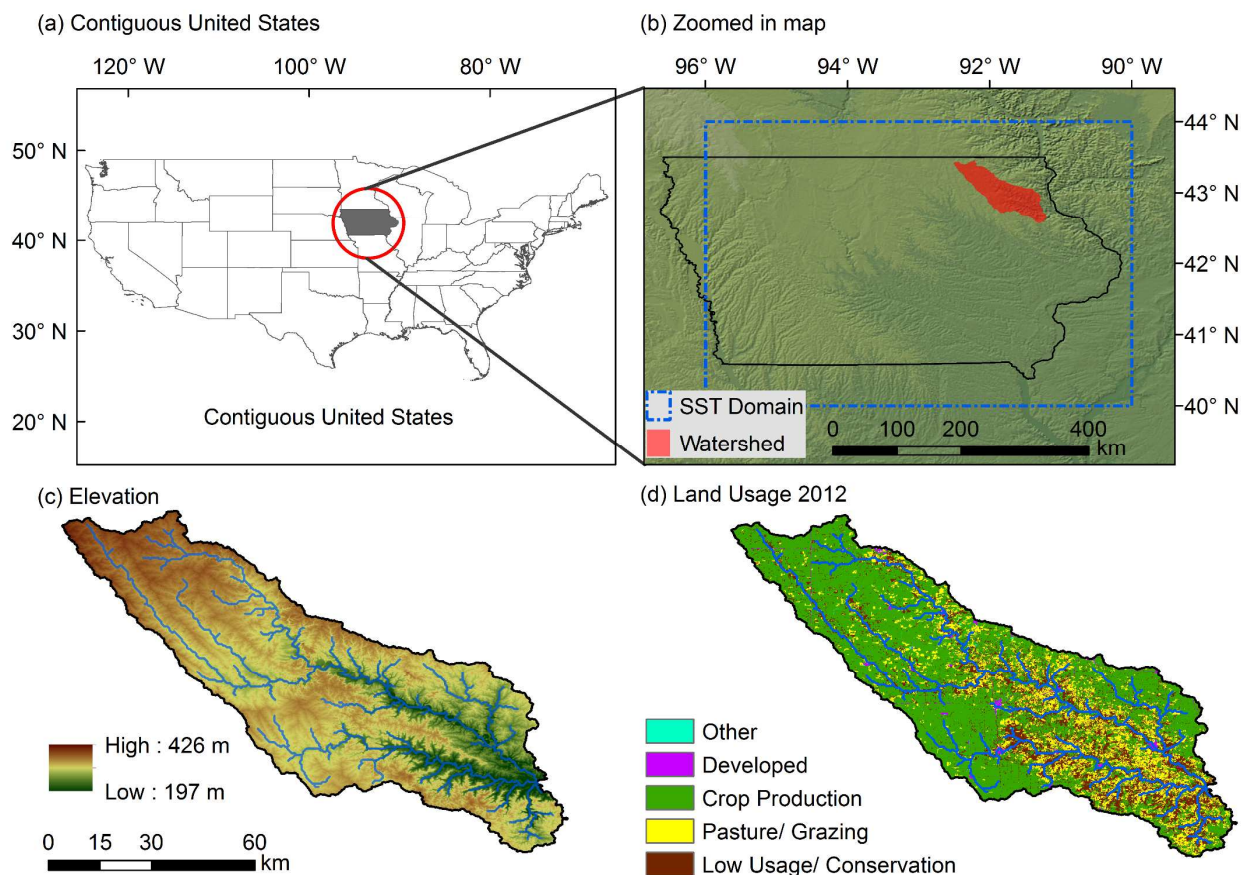 (a) Contiguous United States
120° W 100° W 80° W
50° N
40° N
30° N
20° N
Contiguous United States
(b) Zoomed in map
96° W 94° W 92° W 90° W
44° N
43° N
42° N
41° N
40° N
SST Domain
Watershed
0 100 200 400
km
(c) Elevation
High : 426 m
Low : 197 m
0 15 30 60
km
(d) Land Usage 2012
Other
Developed
Crop Production
Pasture/ Grazing
Low Usage/ Conservation